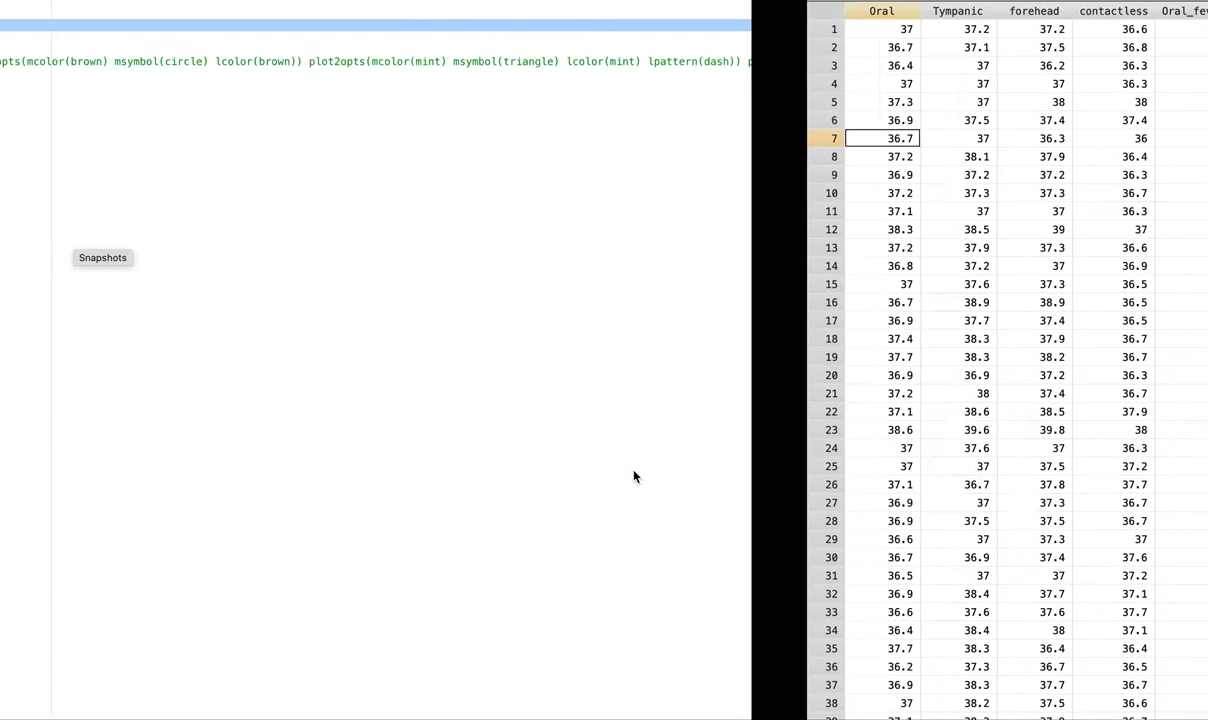 Oral Tympanic forehead contactless Oral_fev
1 37 37.2 37.2 36.6
2 36.7 37.1 37.5 36.8
opts(mcolor(brown) msymbol(circle) lcolor(brown)) plot2opts(mcolor(mint) msymbol(triangle) lcolor(mint) lpattern(dash)) p
3 36.4 37 36.2 36.3
4 37 37 37 36.3
5 37.3 37 38 38
6 36.9 37.5 37.4 37.4
7 36.7 37 36.3 36
8 37.2 38.1 37.9 36.4
9 36.9 37.2 37.2 36.3
10 37.2 37.3 37.3 36.7
11 37.1 37 37 36.3
12 38.3 38.5 39 37
13 37.2 37.9 37.3 36.6
Snapshots
14 36.8 37.2 37 36.9
15 37 37.6 37.3 36.5
16 36.7 38.9 38.9 36.5
17 36.9 37.7 37.4 36.5
18 37.4 38.3 37.9 36.7
19 37.7 38.3 38.2 36.7
20 36.9 36.9 37.2 36.3
21 37.2 38 37.4 36.7
22 37.1 38.6 38.5 37.9
23 38.6 39.6 39.8 38
24 37 37.6 37 36.3
25 37 37 37.5 37.2
26 37.1 36.7 37.8 37.7
27 36.9 37 37.3 36.7
28 36.9 37.5 37.5 36.7
29 36.6 37 37.3 37
30 36.7 36.9 37.4 37.6
31 36.5 37 37 37.2
32 36.9 38.4 37.7 37.1
33 36.6 37.6 37.6 37.7
34 36.4 38.4 38 37.1
35 37.7 38.3 36.4 36.4
36 36.2 37.3 36.7 36.5
37 36.9 38.3 37.7 36.7
38 37 38.2 37.5 36.6